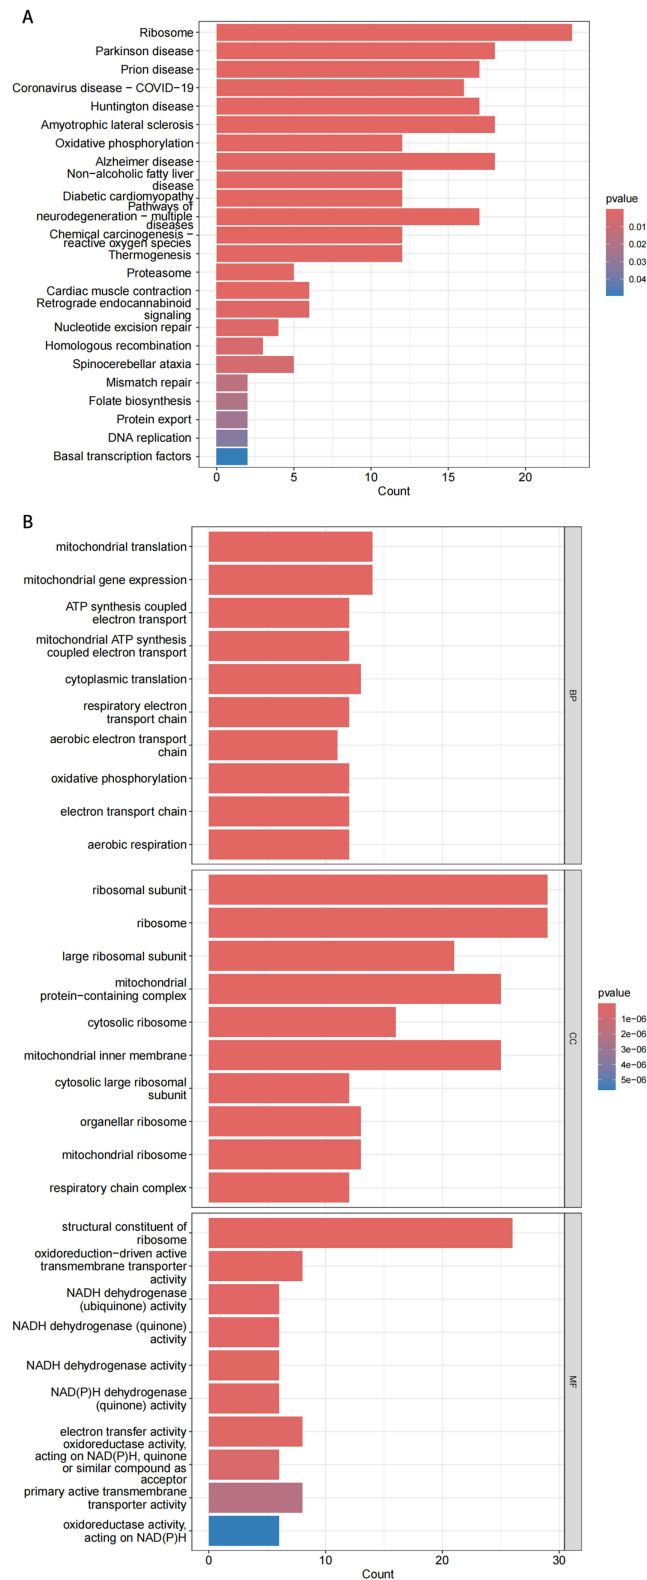 A
Ribosome
Parkinson disease
Prion disease
Coronavirus disease − COVID−19
Huntington disease
Amyotrophic lateral sclerosis
Oxidative phosphorylation
Alzheimer disease
Non−alcoholic fatty liver
disease
Diabetic cardiomyopathy
Pathways of
neurodegeneration − multiple
diseases
Chemical carcinogenesis −
reactive oxygen species
Thermogenesis
Proteasome
Cardiac muscle contraction
Retrograde endocannabinoid
signaling
Nucleotide excision repair
Homologous recombination
Spinocerebellar ataxia
Mismatch repair
Folate biosynthesis
Protein export
DNA replication
Basal transcription factors
0 5 10 15 20
Count
pvalue
0.01
0.02
0.03
0.04
B
mitochondrial translation
mitochondrial gene expression
ATP synthesis coupled
electron transport
mitochondrial ATP synthesis
coupled electron transport
cytoplasmic translation
respiratory electron
transport chain
aerobic electron transport
chain
oxidative phosphorylation
electron transport chain
aerobic respiration
BP
ribosomal subunit
ribosome
large ribosomal subunit
mitochondrial
protein−containing complex
cytosolic ribosome
mitochondrial inner membrane
cytosolic large ribosomal
subunit
organellar ribosome
mitochondrial ribosome
respiratory chain complex
CC
structural constituent of
ribosome
oxidoreduction−driven active
transmembrane transporter
activity
NADH dehydrogenase
(ubiquinone) activity
NADH dehydrogenase (quinone)
activity
NADH dehydrogenase activity
NAD(P)H dehydrogenase
(quinone) activity
electron transfer activity
oxidoreductase activity,
acting on NAD(P)H, quinone
or similar compound as
acceptor
primary active transmembrane
transporter activity
oxidoreductase activity,
acting on NAD(P)H
MF
0 10 20 30
Count
pvalue
1e−06
2e−06
3e−06
4e−06
5e−06